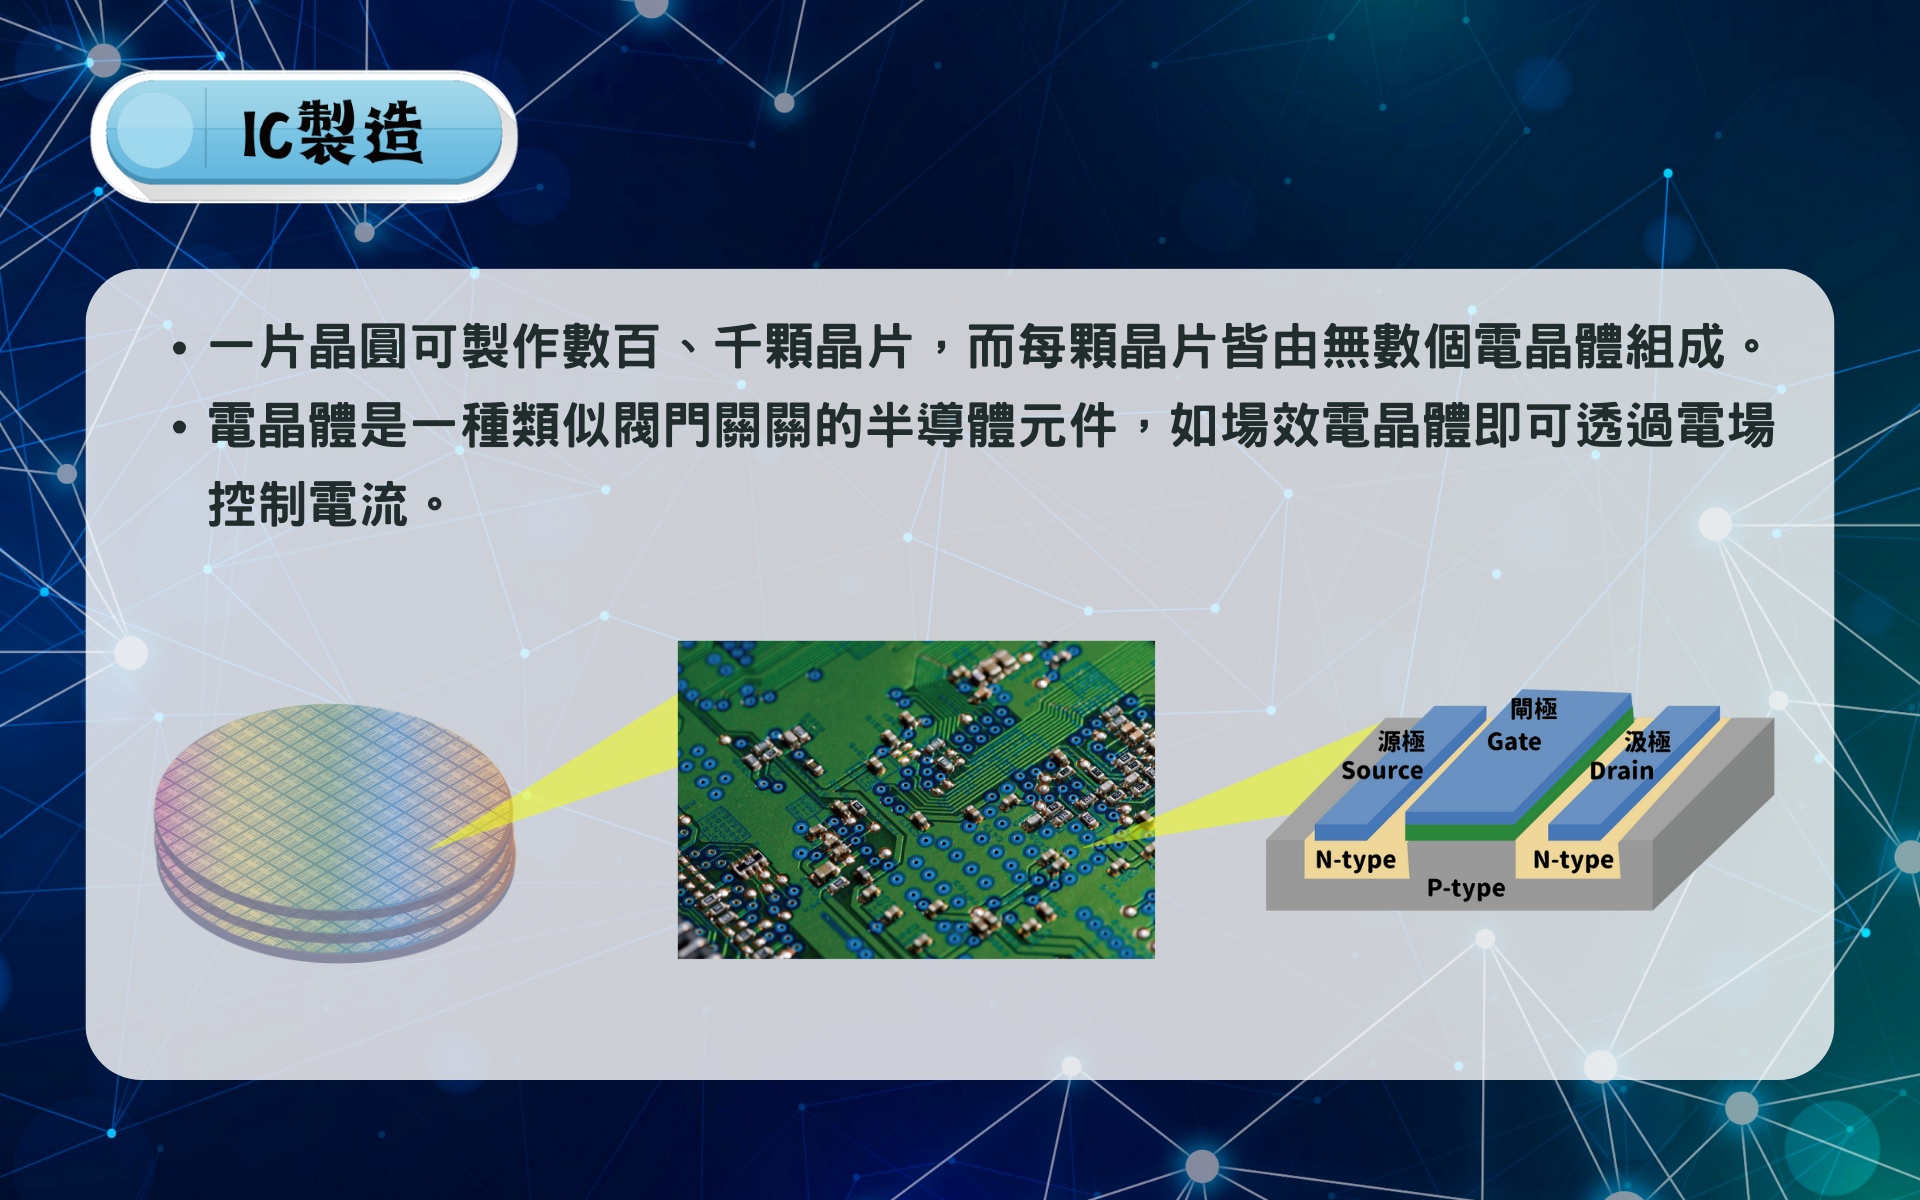 IC製造
• 一片晶圓可製作數百、千顆晶片，而每顆晶片皆由無數個電晶體組成。
• 電晶體是一種類似閥門關關的半導體元件，如場效電晶體即可透過電場
控制電流。
閘極
Gate
源極
Source
汲極
Drain
N-type
N-type
P-type